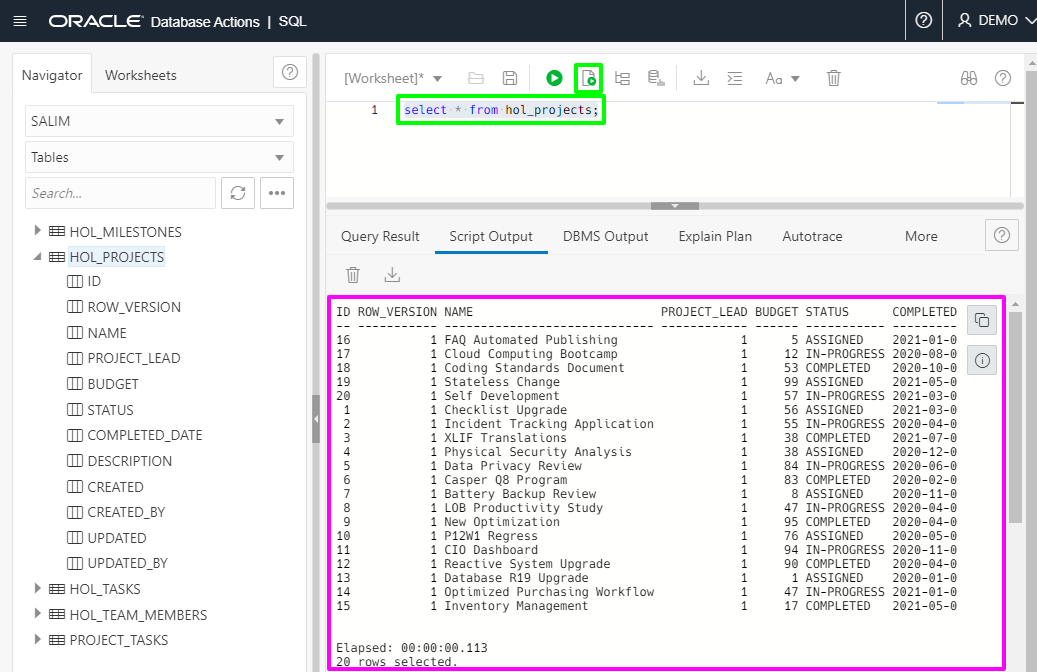 ORACLE Database Actions | SQL
DEMO
Navigator Worksheets
SALIM
Tables
Search...
HOL_MILESTONES
HOL_PROJECTS
ID
ROW_VERSION
NAME
PROJECT_LEAD
BUDGET
STATUS
COMPLETED_DATE
DESCRIPTION
CREATED
CREATED_BY
UPDATED
UPDATED_BY
HOL_TASKS
HOL_TEAM_MEMBERS
PROJECT_TASKS
[Worksheet]* Aa
1 select * from hol_projects;
Query Result Script Output DBMS Output Explain Plan Autotrace More
ID ROW_VERSION NAME PROJECT_LEAD BUDGET STATUS COMPLETED
-- ----------- ----------------------------- ------------ ------ ----------- ---------
16 1 FAQ Automated Publishing 1 5 ASSIGNED 2021-01-0
17 1 Cloud Computing Bootcamp 1 12 IN-PROGRESS 2020-08-0
18 1 Coding Standards Document 1 53 COMPLETED 2020-10-0
19 1 Stateless Change 1 99 ASSIGNED 2021-05-0
20 1 Self Development 1 57 IN-PROGRESS 2021-03-0
1 1 Checklist Upgrade 1 56 ASSIGNED 2021-03-0
2 1 Incident Tracking Application 1 55 IN-PROGRESS 2021-04-0
3 1 XLIF Translations 1 38 COMPLETED 2021-07-0
4 1 Physical Security Analysis 1 38 ASSIGNED 2020-12-0
5 1 Data Privacy Review 1 84 IN-PROGRESS 2020-06-0
6 1 Casper Q8 Program 1 83 COMPLETED 2020-02-0
7 1 Battery Backup Review 1 8 ASSIGNED 2020-11-0
8 1 LOB Productivity Study 1 47 IN-PROGRESS 2020-04-0
9 1 New Optimization 1 95 COMPLETED 2020-04-0
10 1 P12W1 Regress 1 76 ASSIGNED 2020-05-0
11 1 CIO Dashboard 1 94 IN-PROGRESS 2020-11-0
12 1 Reactive System Upgrade 1 90 COMPLETED 2020-04-0
13 1 Database R19 Upgrade 1 1 ASSIGNED 2020-01-0
14 1 Optimized Purchasing Workflow 1 47 IN-PROGRESS 2021-01-0
15 1 Inventory Management 1 17 COMPLETED 2021-05-0
Elapsed: 00:00:00.113
20 rows selected.